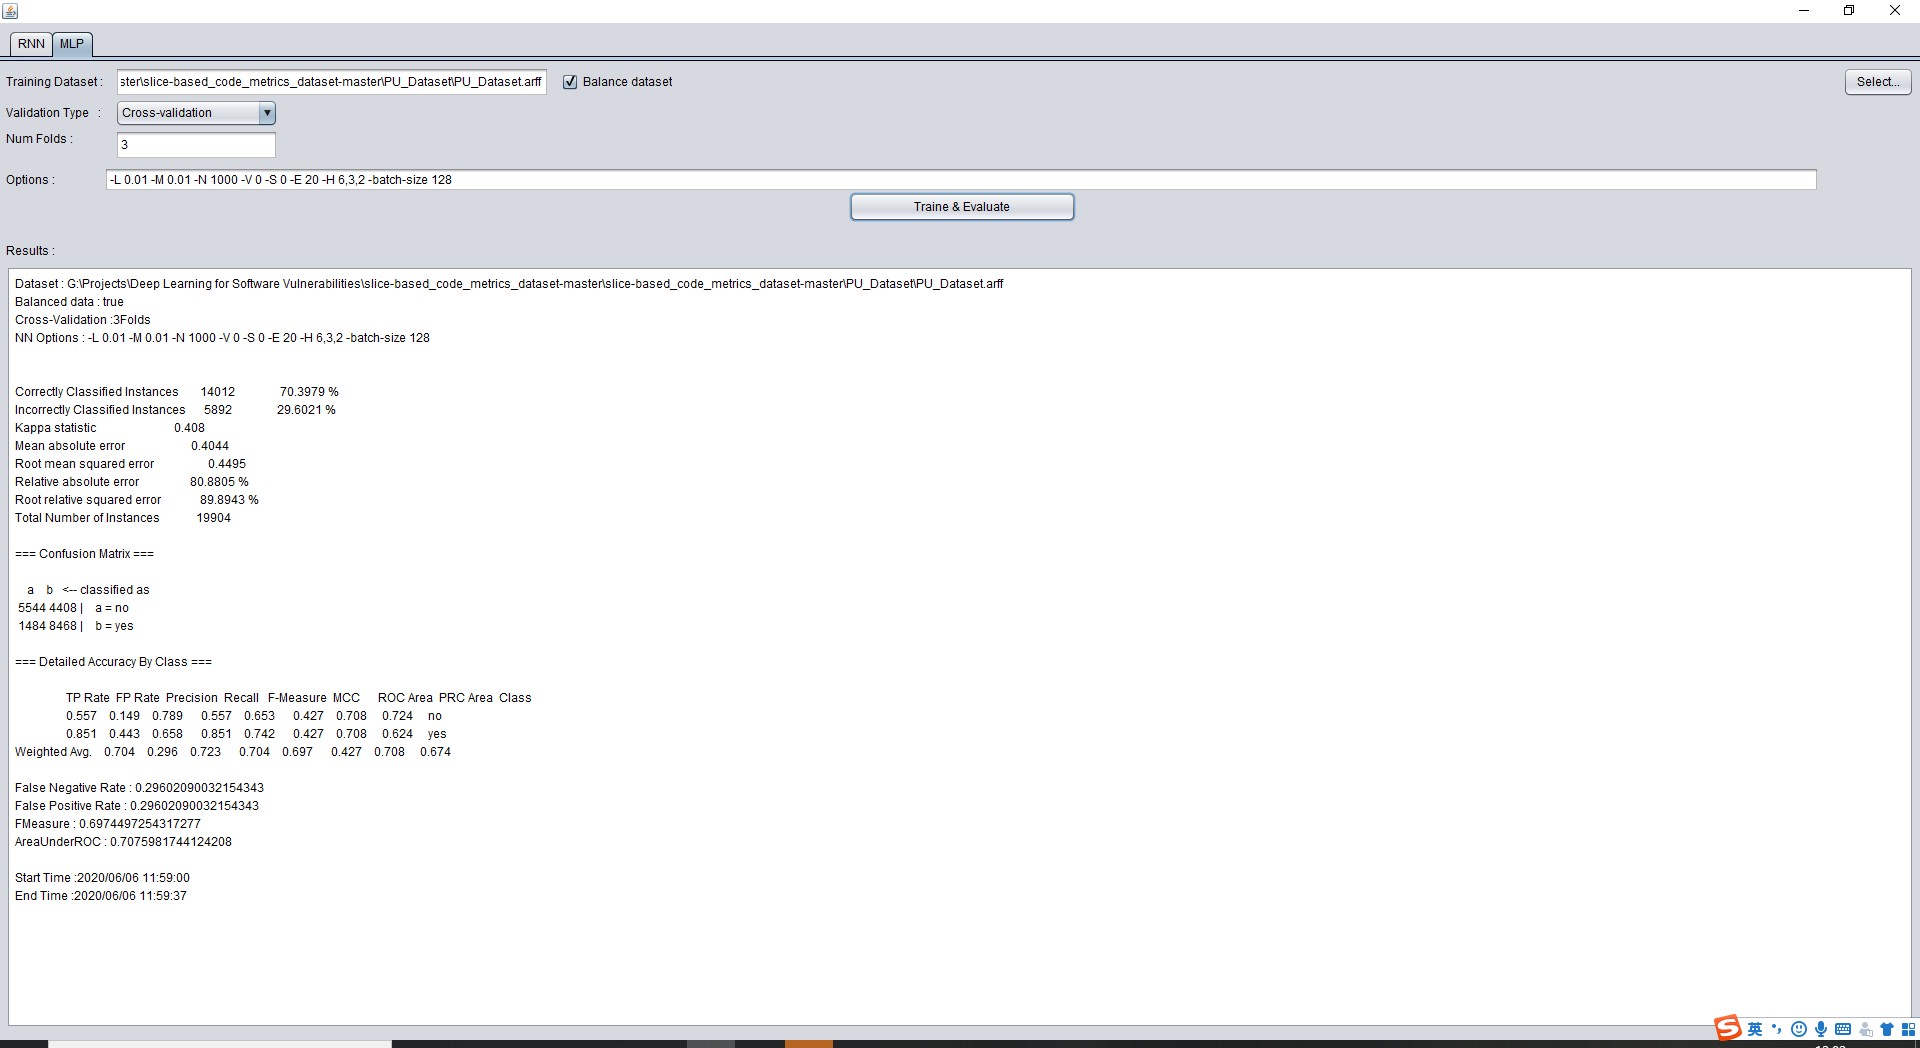 RNN MLP
Training Dataset : ster\slice-based_code_metrics_dataset-master\PU_Dataset\PU_Dataset.arff Balance dataset Select...
Validation Type : Cross-validation
Num Folds : 3
Options : -L 0.01 -M 0.01 -N 1000 -V 0 -S 0 -E 20 -H 6,3,2 -batch-size 128
Traine & Evaluate
Results :
Dataset : G:\Projects\Deep Learning for Software Vulnerabilities\slice-based_code_metrics_dataset-master\slice-based_code_metrics_dataset-master\PU_Dataset\PU_Dataset.arff
Balanced data : true
Cross-Validation :3Folds
NN Options : -L 0.01 -M 0.01 -N 1000 -V 0 -S 0 -E 20 -H 6,3,2 -batch-size 128
Correctly Classified Instances 14012 70.3979 %
Incorrectly Classified Instances 5892 29.6021 %
Kappa statistic 0.408
Mean absolute error 0.4044
Root mean squared error 0.4495
Relative absolute error 80.8805 %
Root relative squared error 89.8943 %
Total Number of Instances 19904
=== Confusion Matrix ===
a b <-- classified as
5544 4408 | a = no
1484 8468 | b = yes
=== Detailed Accuracy By Class ===
TP Rate FP Rate Precision Recall F-Measure MCC ROC Area PRC Area Class
0.557 0.149 0.789 0.557 0.653 0.427 0.708 0.724 no
0.851 0.443 0.658 0.851 0.742 0.427 0.708 0.624 yes
Weighted Avg. 0.704 0.296 0.723 0.704 0.697 0.427 0.708 0.674
False Negative Rate : 0.29602090032154343
False Positive Rate : 0.29602090032154343
FMeasure : 0.6974497254317277
AreaUnderROC : 0.7075981744124208
Start Time :2020/06/06 11:59:00
End Time :2020/06/06 11:59:37
S 英